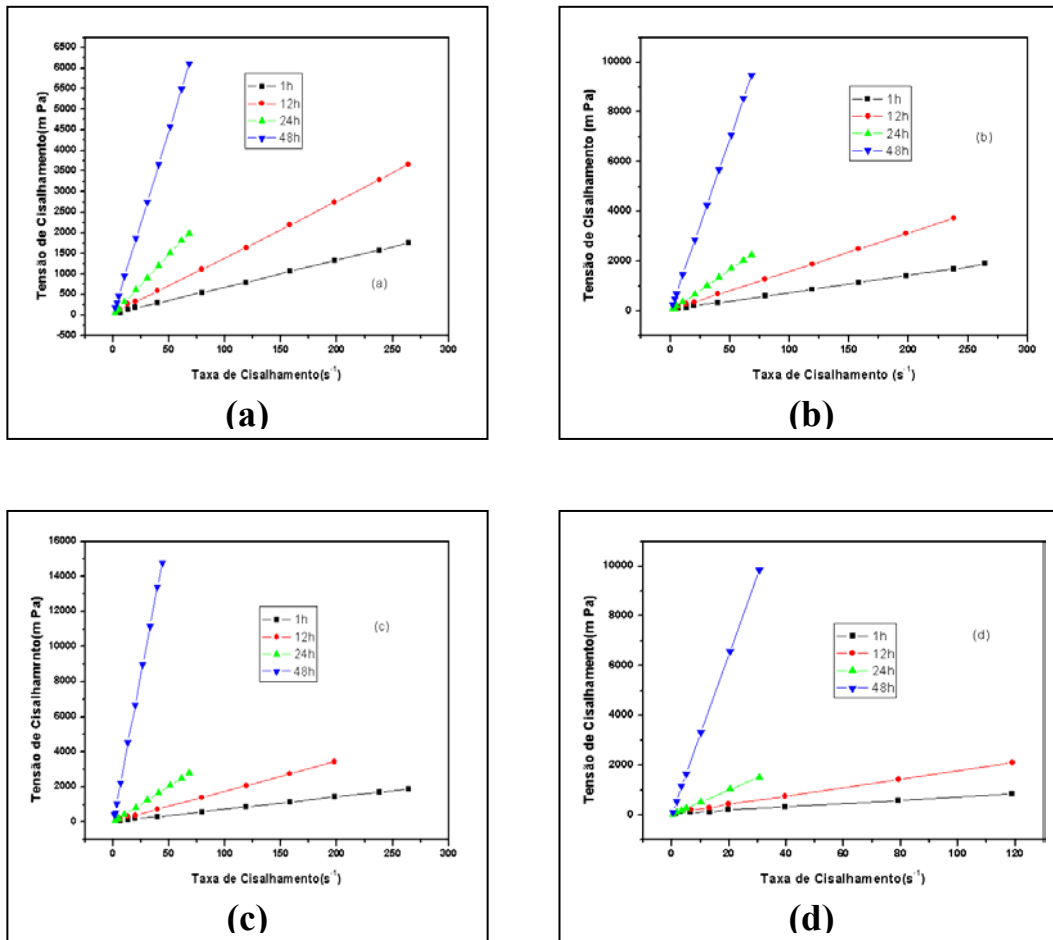 Tensão de Cisalhamento(m Pa)
6500
6000
5500
5000
4500
4000
3500
3000
2500
2000
1500
1000
500
0
-500
1h
12h
24h
48h
(a)
0 50 100 150 200 250 300
Taxa de Cisalhamento(s⁻¹)
(a)
Tensão de Cisalhamento (m Pa)
10000
8000
6000
4000
2000
0
1h
12h
24h
48h
(b)
0 50 100 150 200 250 300
Taxa de Cisalhamento (s⁻¹)
(b)
Tensão de Cisalhamrnto(m Pa)
16000
14000
12000
10000
8000
6000
4000
2000
0
1h
12h
24h
48h
(c)
0 50 100 150 200 250 300
Taxa de Cisalhamento(s⁻¹)
(c)
Tensão de Cisalhamento(m Pa)
10000
8000
6000
4000
2000
0
1h
12h
24h
48h
(d)
0 20 40 60 80 100 120
Taxa de Cisalhamento(s⁻¹)
(d)